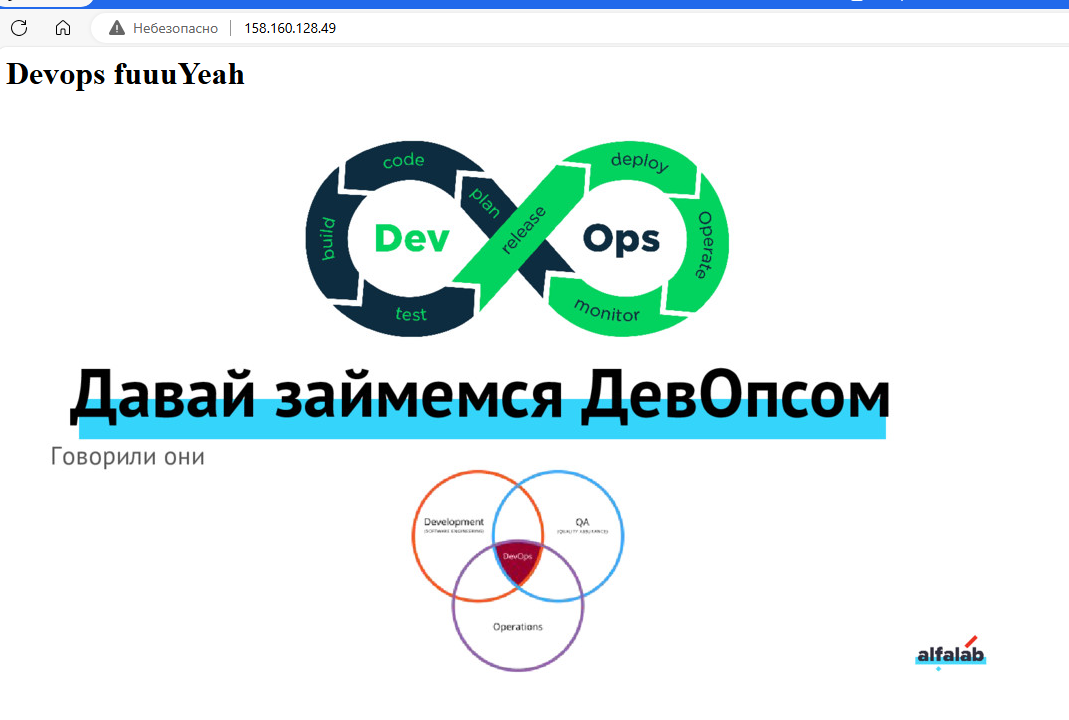 Небезопасно 158.160.128.49
Devops fuuuYeah
code
plan
build
Dev
test
release
deploy
Ops
Operate
monitor
Давай займемся ДевОпсом
Говорили они
Development
(SOFTWARE ENGINEERING)
QA
(QUALITY ASSURANCE)
DevOps
Operations
alfalab